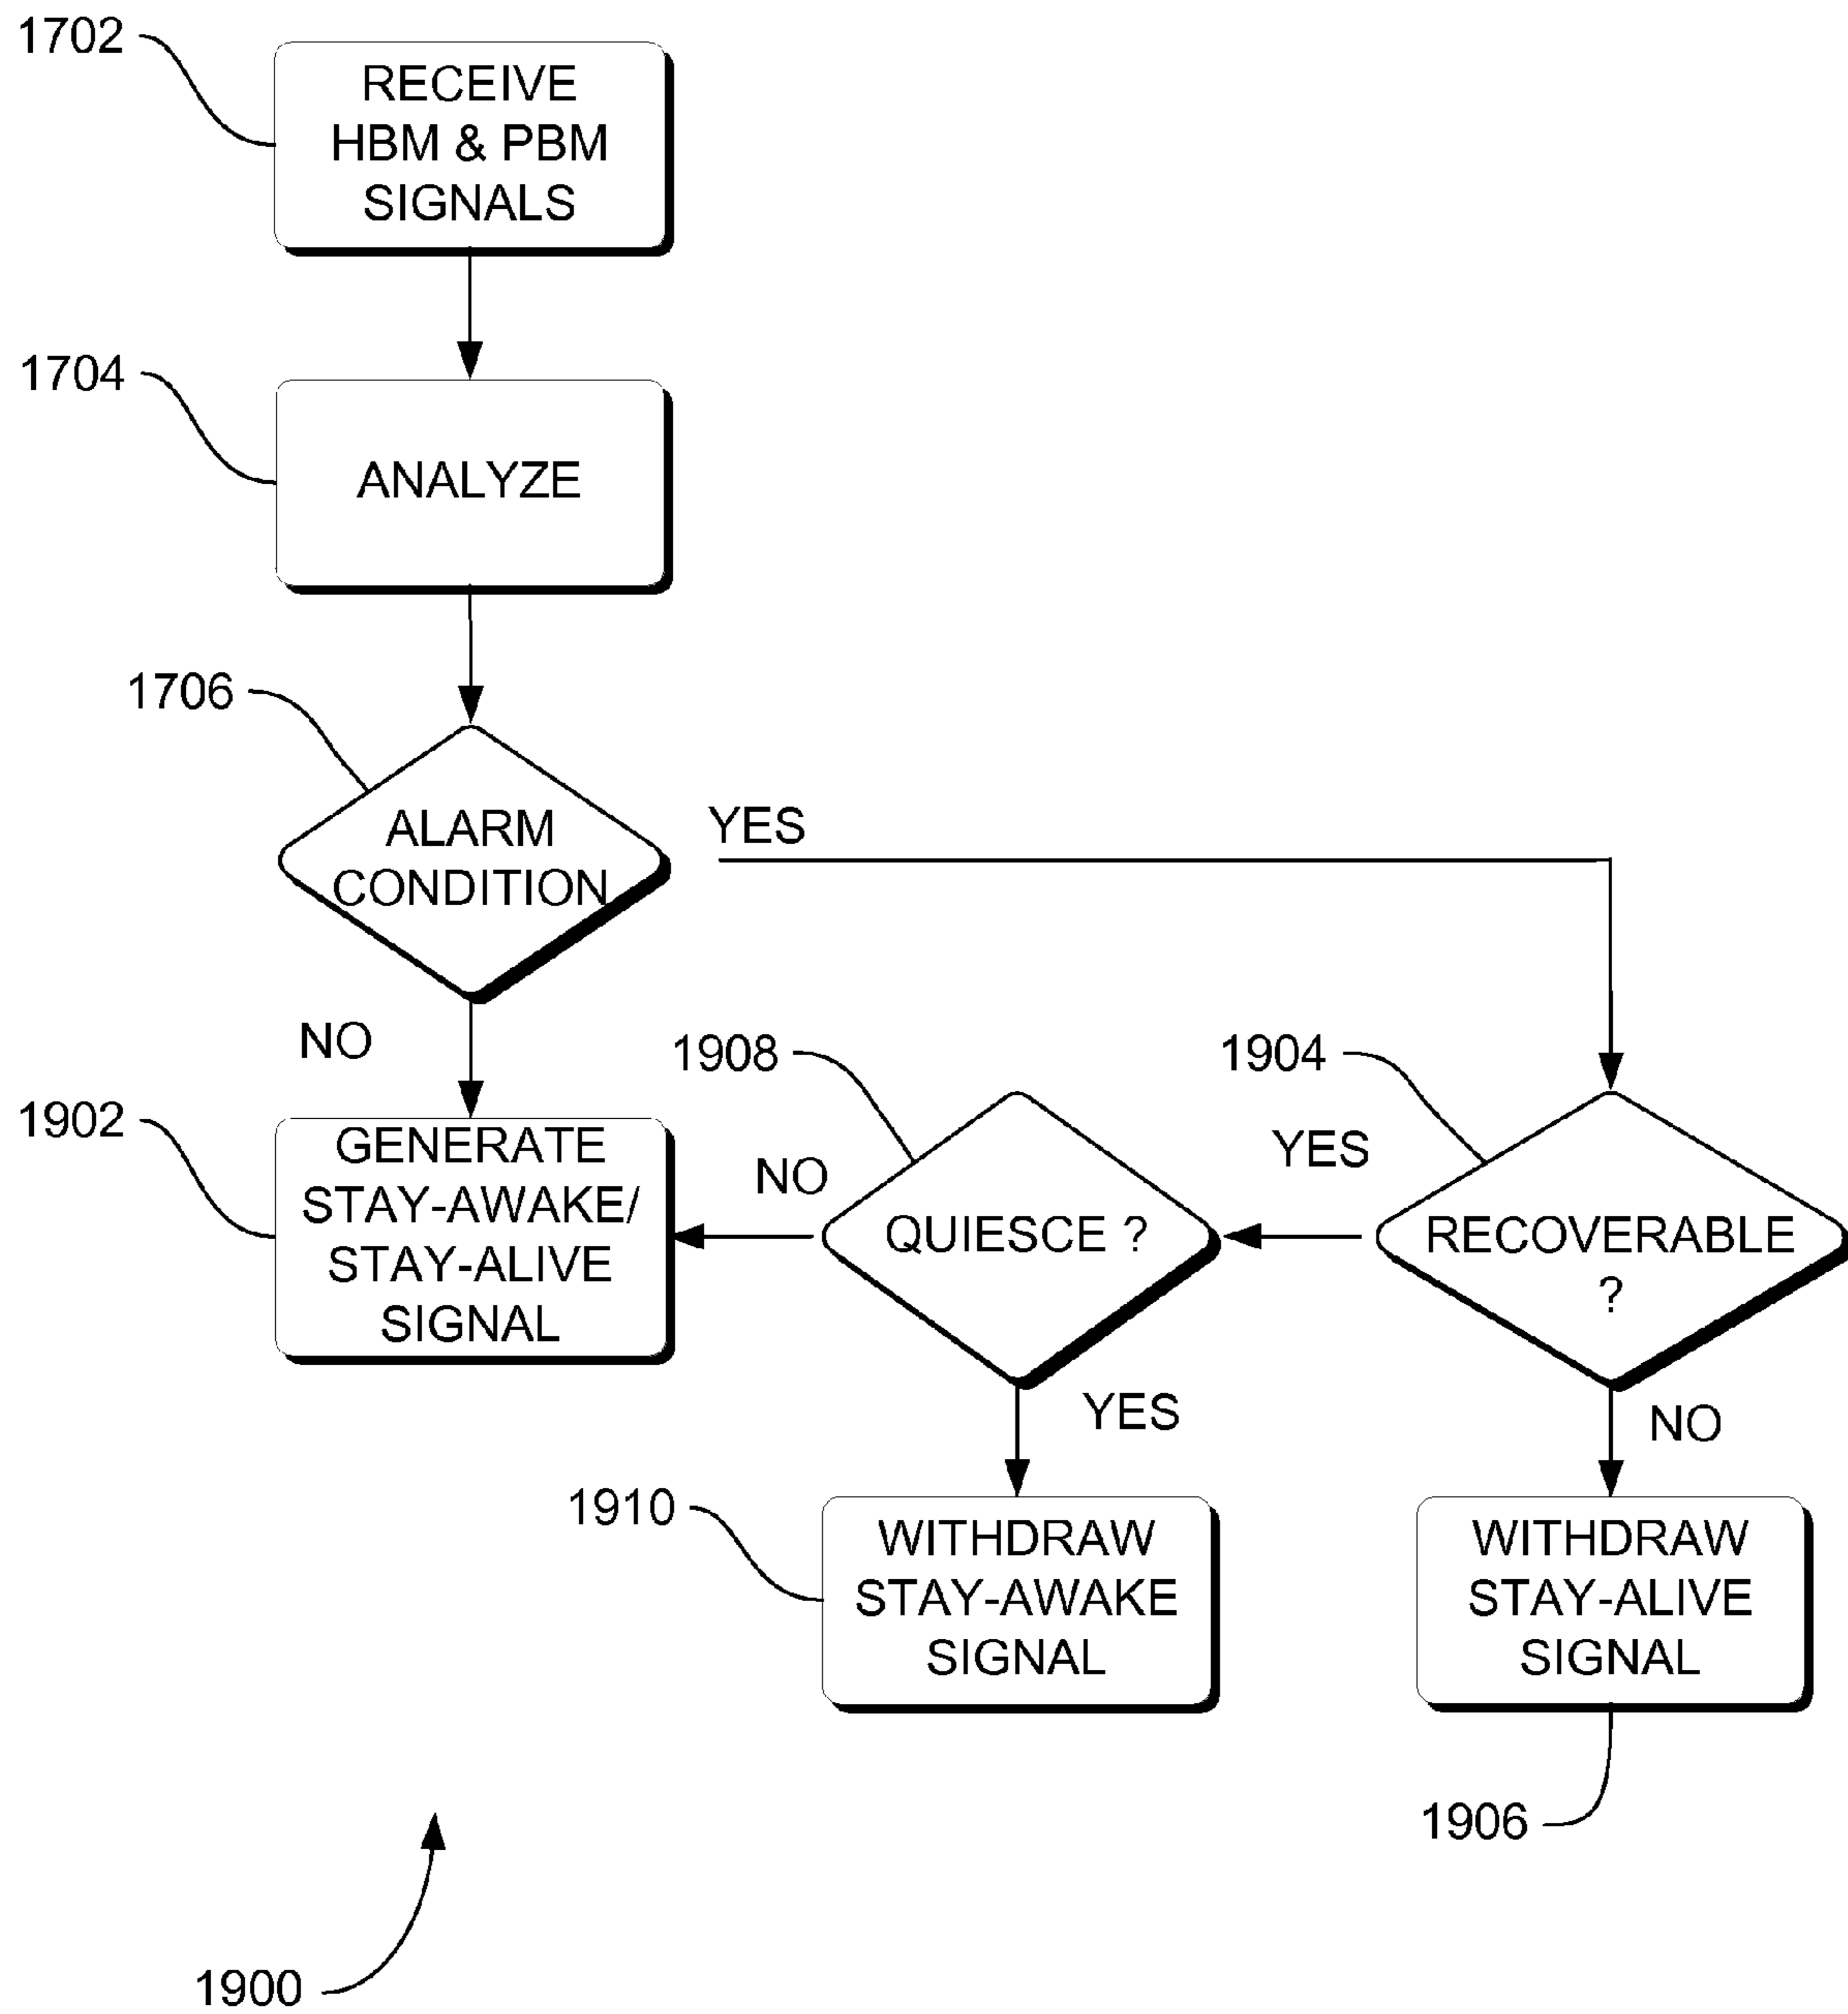 1702
RECEIVE
HBM & PBM
SIGNALS
1704
ANALYZE
1706
ALARM
CONDITION
YES
NO
1908
1904
1902
GENERATE
STAY-AWAKE/
STAY-ALIVE
SIGNAL
NO
QUIESCE ?
YES
RECOVERABLE
?
YES
NO
1910
WITHDRAW
STAY-AWAKE
SIGNAL
WITHDRAW
STAY-ALIVE
SIGNAL
1906
1900